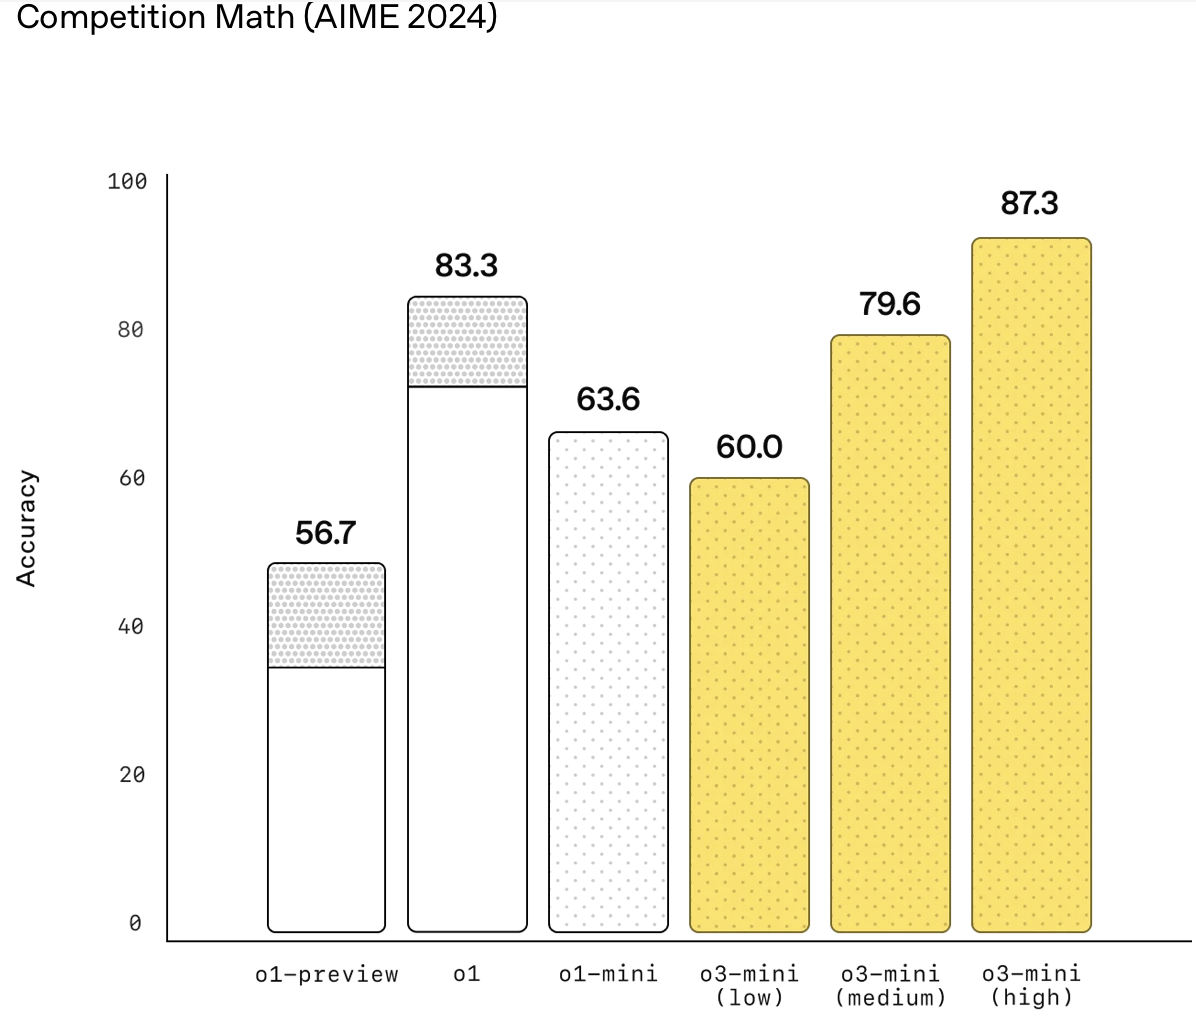 Competition Math (AIME 2024)
Accuracy
100
80
60
40
20
0
56.7
83.3
63.6
60.0
79.6
87.3
o1-preview
o1
o1-mini
o3-mini
(low)
o3-mini
(medium)
o3-mini
(high)